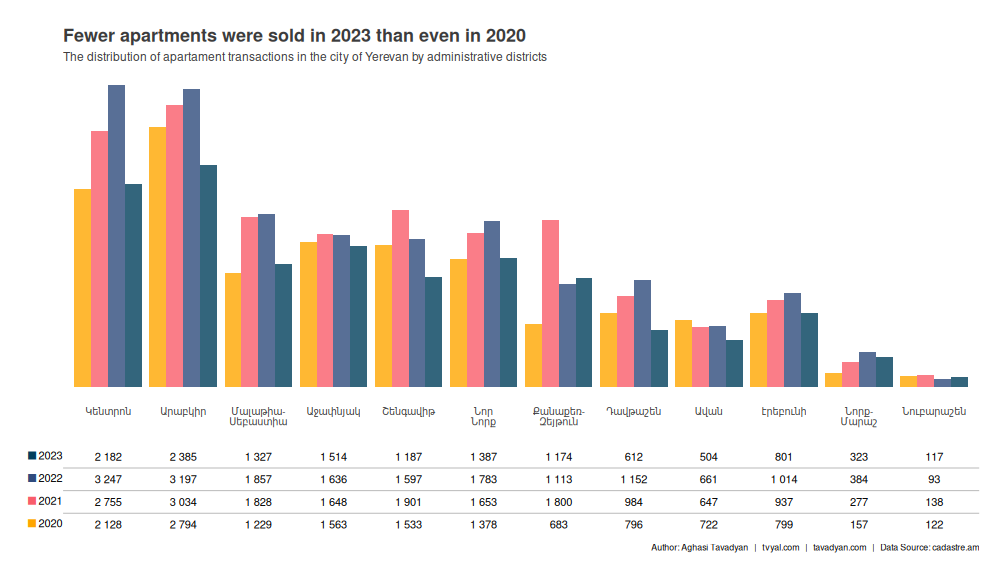 Fewer apartments were sold in 2023 than even in 2020
The distribution of apartament transactions in the city of Yerevan by administrative districts
Կենտրոն Արաբկիր Մալաթիա-Սեբաստիա Աջափնյակ Շենգավիթ Նոր Նորք Քանաքեռ-Զեյթուն Դավթաշեն Ավան Էրեբունի Նորք-Մարաշ Նուբարաշեն
2023 2 182 2 385 1 327 1 514 1 187 1 387 1 174 612 504 801 323 117
2022 3 247 3 197 1 857 1 636 1 597 1 783 1 113 1 152 661 1 014 384 93
2021 2 755 3 034 1 828 1 648 1 901 1 653 1 800 984 647 937 277 138
2020 2 128 2 794 1 229 1 563 1 533 1 378 683 796 722 799 157 122
Author: Aghasi Tavadyan | tvyal.com | tavadyan.com | Data Source: cadastre.am